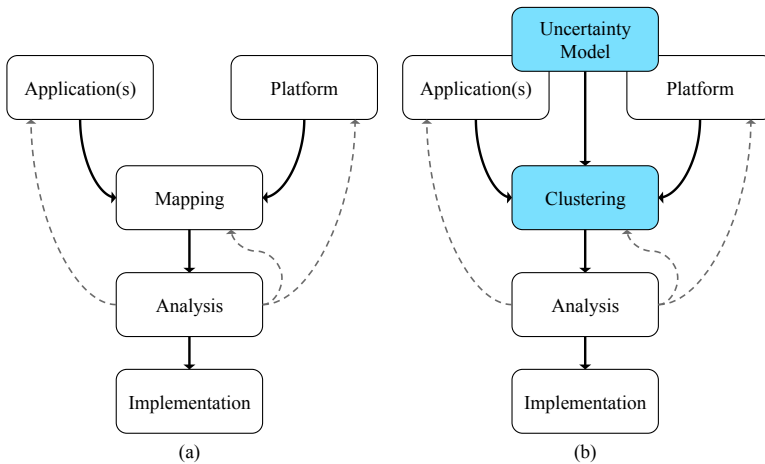 Application(s)
Platform
Mapping
Analysis
Implementation
(a)
Uncertainty
Model
Application(s)
Platform
Clustering
Analysis
Implementation
(b)